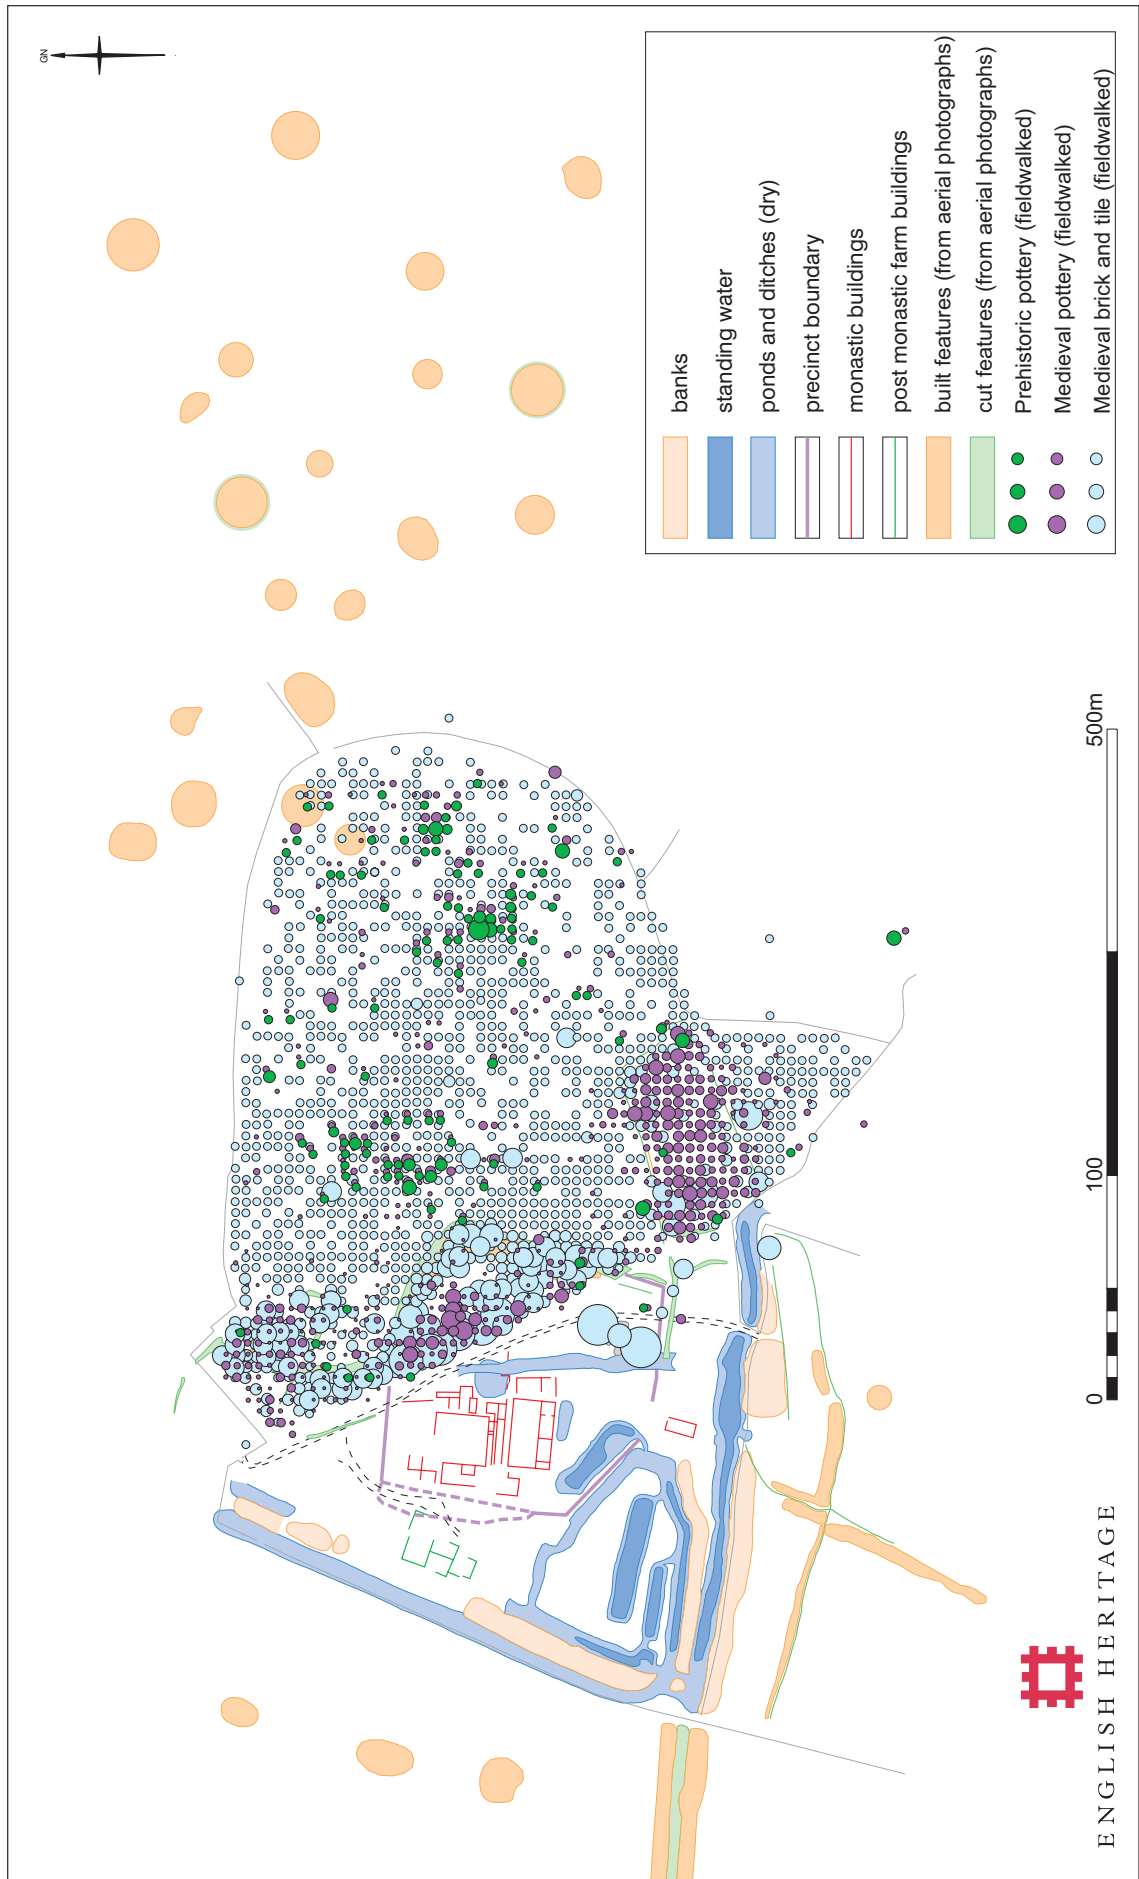 GN
banks
standing water
ponds and ditches (dry)
precinct boundary
monastic buildings
post monastic farm buildings
built features (from aerial photographs)
cut features (from aerial photographs)
Prehistoric pottery (fieldwalked)
Medieval pottery (fieldwalked)
Medieval brick and tile (fieldwalked)
0 100 500m
ENGLISH HERITAGE